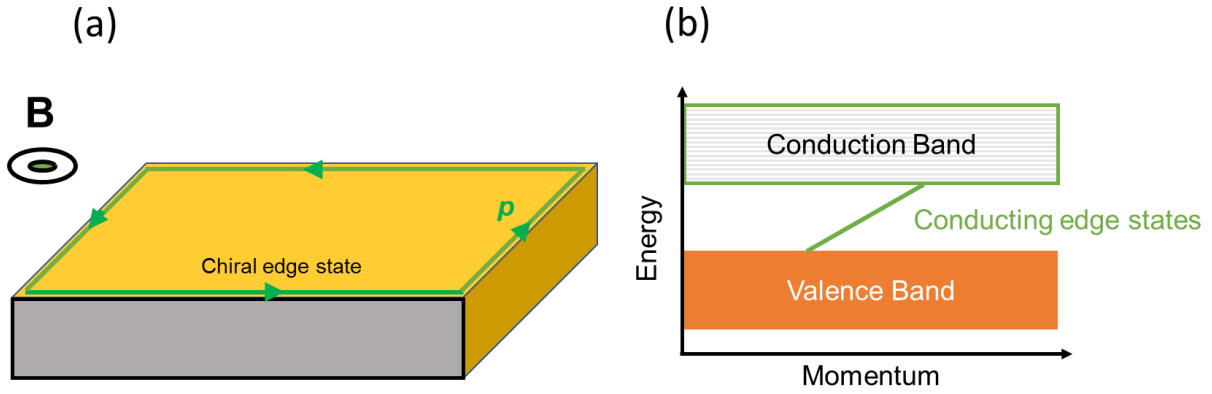 (a)
B
p
Chiral edge state
(b)
Conduction Band
Conducting edge states
Valence Band
Energy
Momentum